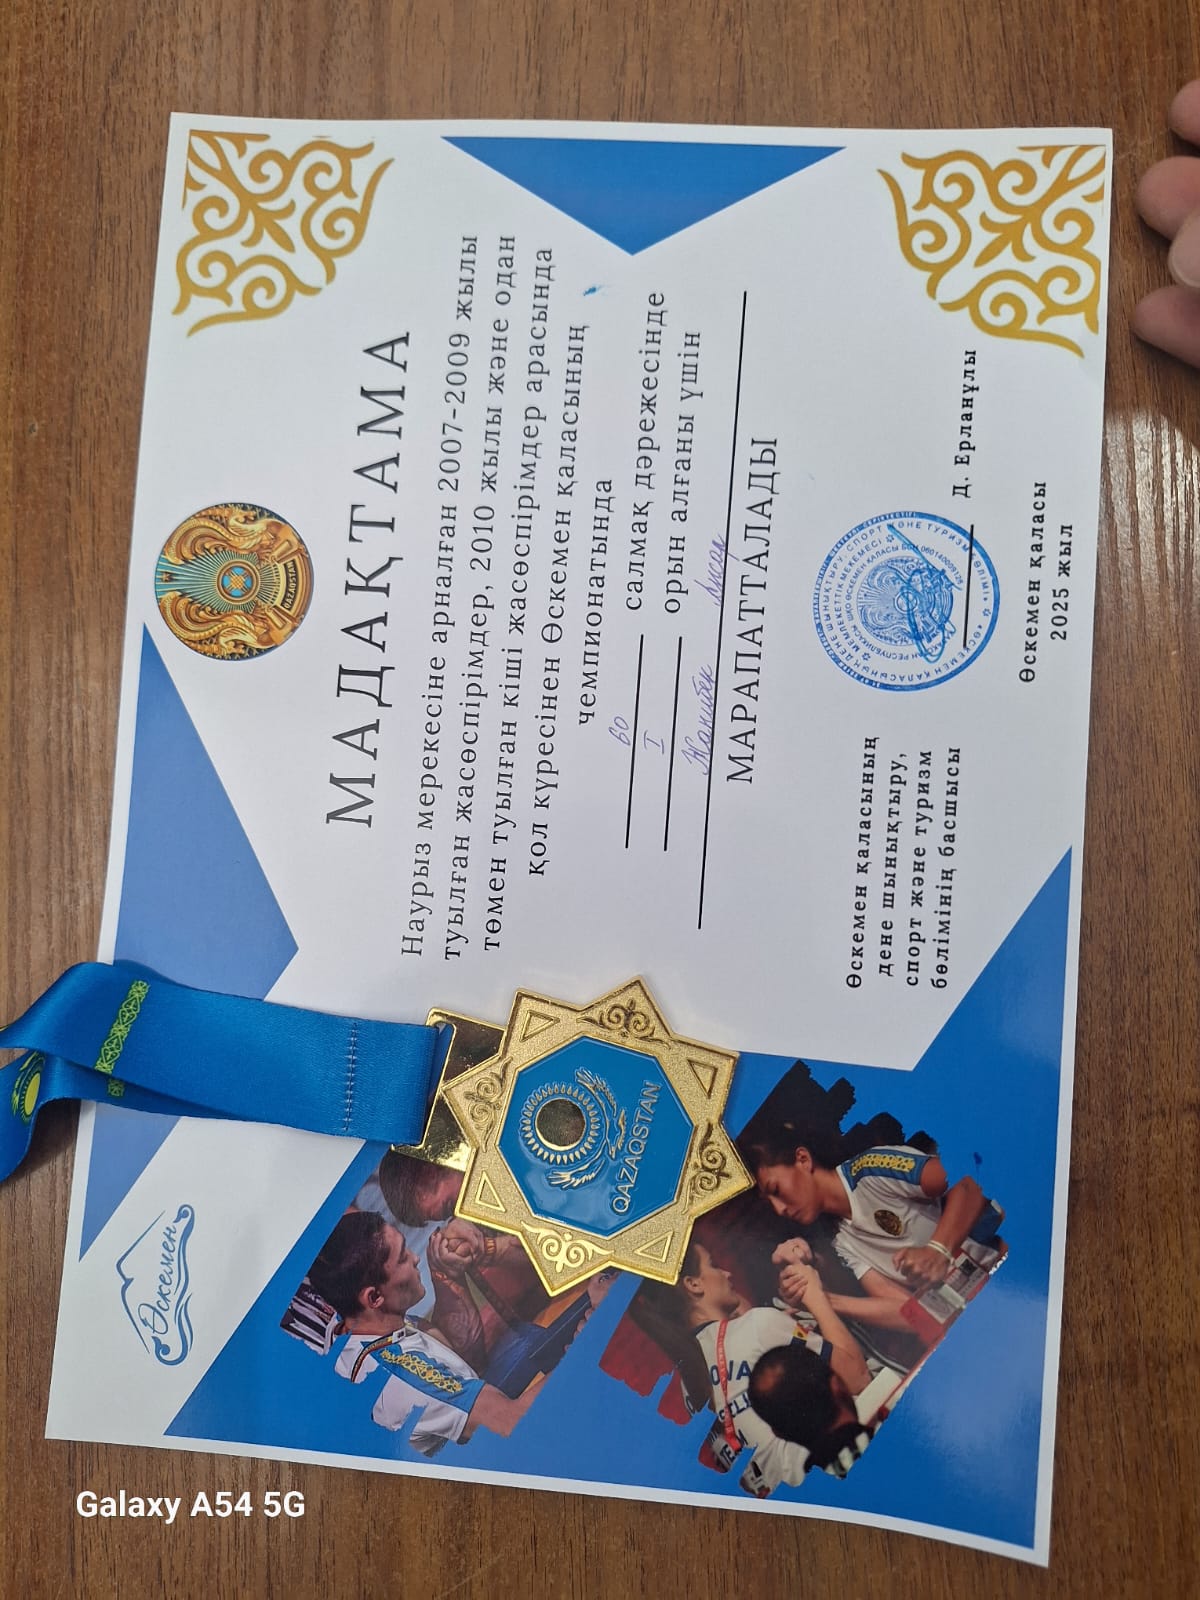 Өскемен
QAZAQSTAN
МАДАҚТАМА
Наурыз мерекесіне арналған 2007-2009 жылы
туылған жасөспірімдер, 2010 жылы және одан
төмен туылған кіші жасөспірімдер арасында
қол күресінен Өскемен қаласының
чемпионатында
60 салмақ дәрежесінде
I орын алғаны үшін
Жанибек
МАРАПАТТАЛАДЫ
Өскемен қаласының
дене шынықтыру,
спорт және туризм
бөлімінің басшысы
Д. Ерланұлы
Өскемен қаласы
2025 жыл
QAZAQSTAN
Galaxy A54 5G